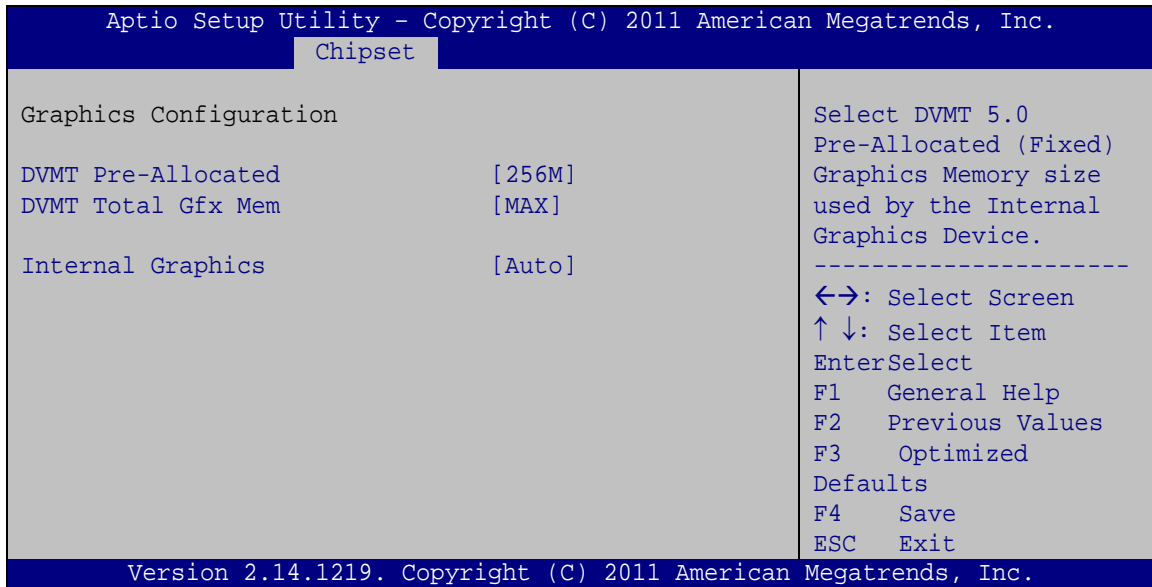 Aptio Setup Utility – Copyright (C) 2011 American Megatrends, Inc.
Chipset
Graphics Configuration
DVMT Pre-Allocated [256M]
DVMT Total Gfx Mem [MAX]
Internal Graphics [Auto]
Select DVMT 5.0
Pre-Allocated (Fixed)
Graphics Memory size
used by the Internal
Graphics Device.
----------------------
←→: Select Screen
↑ ↓: Select Item
EnterSelect
F1 General Help
F2 Previous Values
F3 Optimized
Defaults
F4 Save
ESC Exit
Version 2.14.1219. Copyright (C) 2011 American Megatrends, Inc.